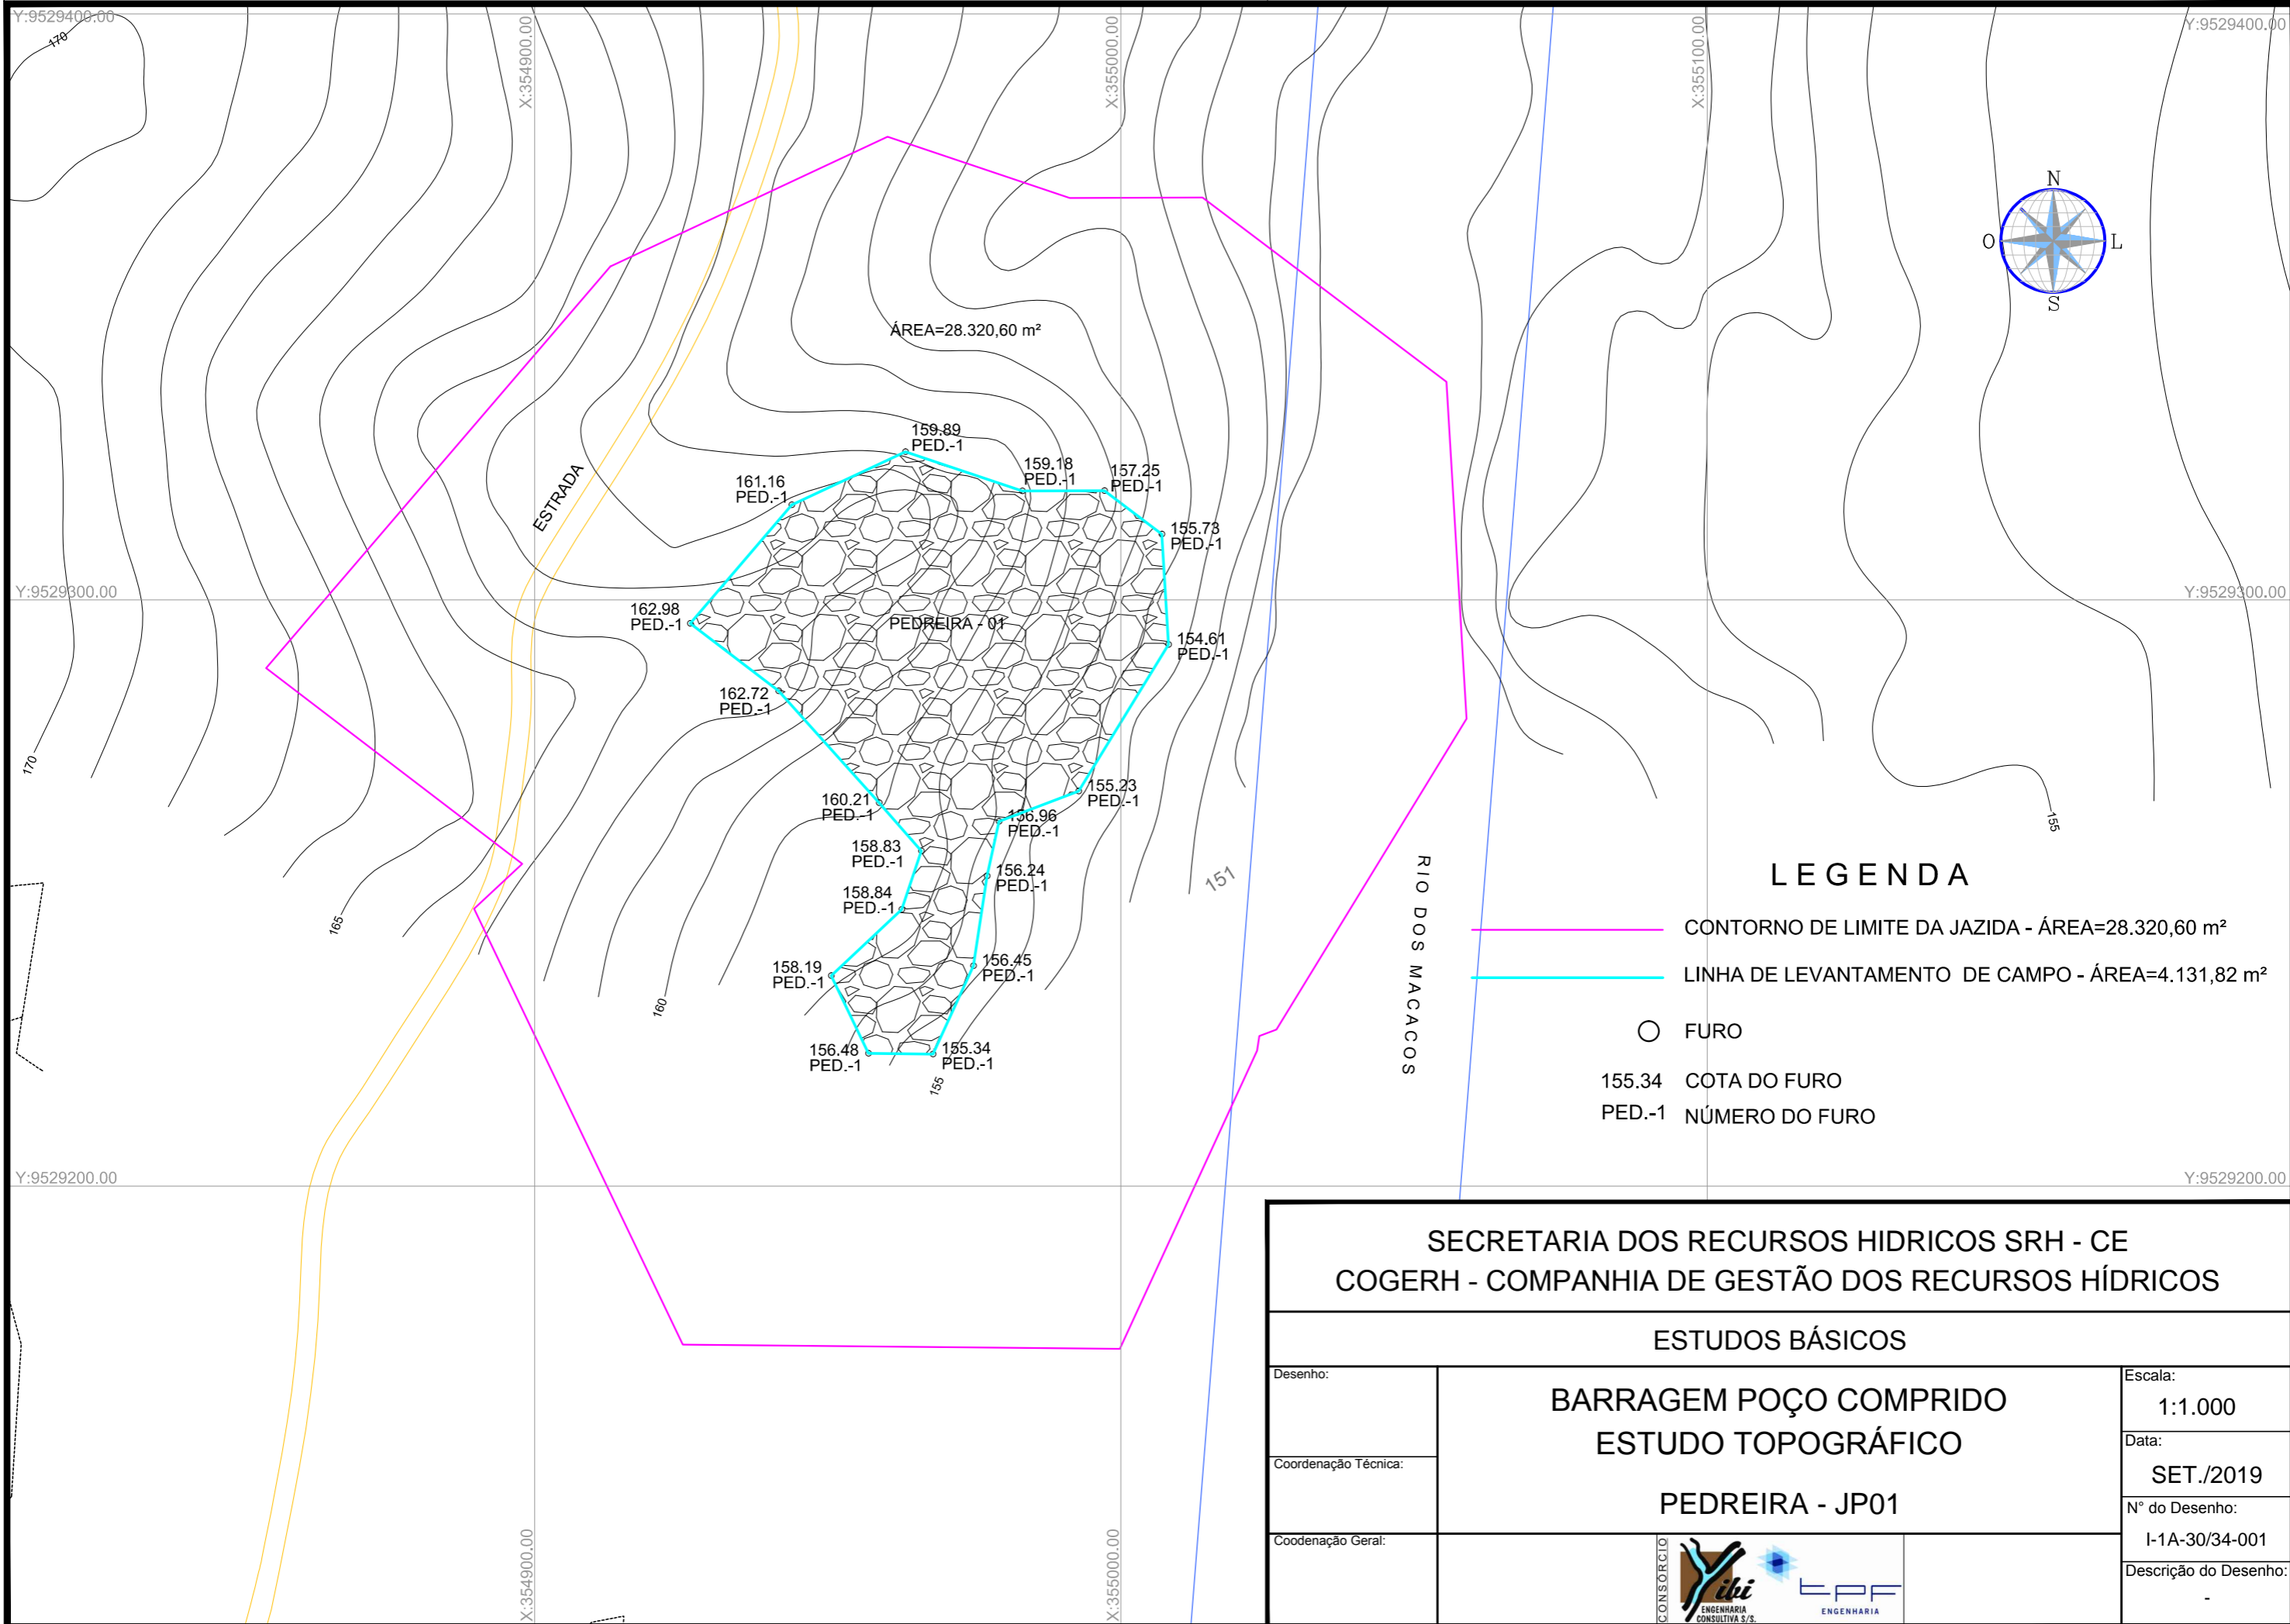 Y:9529400.00
X:354900.00
X:355000.00
X:355100.00
Y:9529400.00
170
N
O
L
S
ÁREA=28.320,60 m²
159.89
PED.-1
159.18
PED.-1
157.25
PED.-1
161.16
PED.-1
155.73
PED.-1
ESTRADA
Y:9529300.00
Y:9529300.00
162.98
PED.-1
PEDREIRA - 01
154.61
PED.-1
162.72
PED.-1
170
160.21
PED.-1
155.23
PED.-1
156.96
PED.-1
155
158.83
PED.-1
156.24
PED.-1
151
158.84
PED.-1
165
158.19
PED.-1
156.45
PED.-1
160
156.48
PED.-1
155.34
PED.-1
155
RIO DOS MACACOS
LEGENDA
CONTORNO DE LIMITE DA JAZIDA - ÁREA=28.320,60 m²
LINHA DE LEVANTAMENTO DE CAMPO - ÁREA=4.131,82 m²
FURO
155.34 COTA DO FURO
PED.-1 NÚMERO DO FURO
Y:9529200.00
Y:9529200.00
SECRETARIA DOS RECURSOS HIDRICOS SRH - CE
COGERH - COMPANHIA DE GESTÃO DOS RECURSOS HÍDRICOS
ESTUDOS BÁSICOS
Desenho:
BARRAGEM POÇO COMPRIDO
ESTUDO TOPOGRÁFICO
PEDREIRA - JP01
Escala:
1:1.000
Data:
SET./2019
Coordenação Técnica:
N° do Desenho:
I-1A-30/34-001
Coodenação Geral:
Descrição do Desenho:
-
CONSÓRCIO
Yibi
ENGENHARIA
CONSULTIVA S/S.
tpf
ENGENHARIA
X:354900.00
X:355000.00